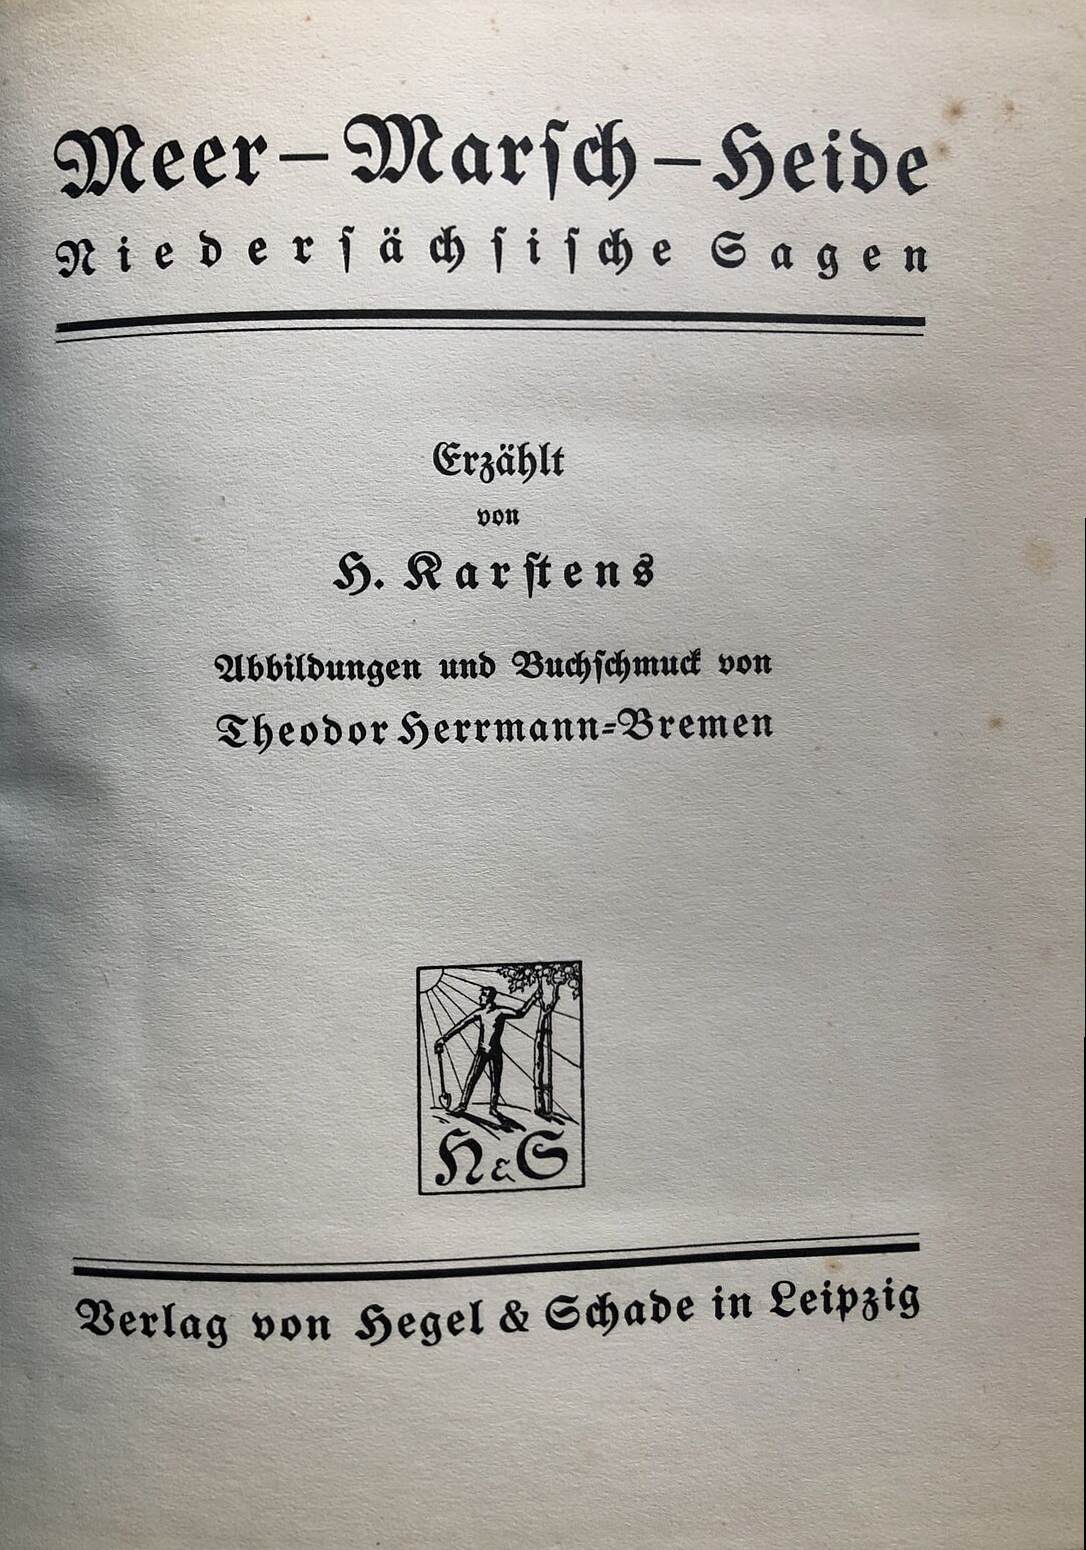 Meer – Marſch – Heide
Niederſächſiſche Sagen
Erzählt
von
H. Karſtens
Abbildungen und Buchſchmuck von
Theodor Herrmann-Bremen
H & S
Verlag von Hegel & Schade in Leipzig